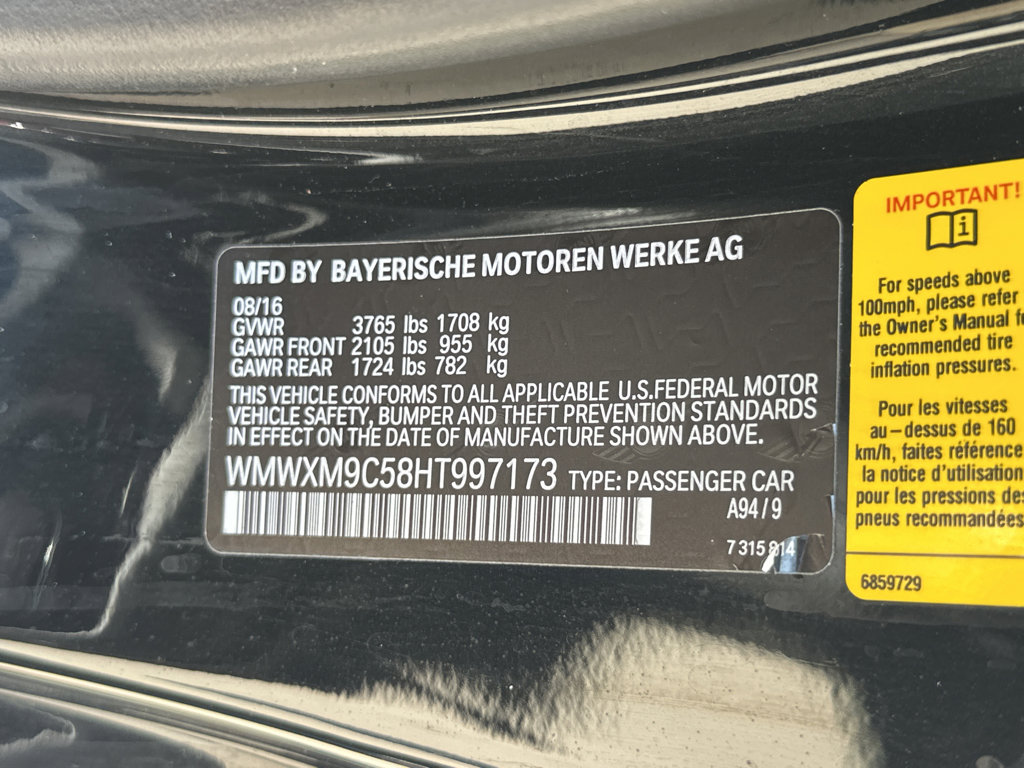 MFD BY BAYERISCHE MOTOREN WERKE AG
08/16
GVWR 3765 lbs 1708 kg
GAWR FRONT 2105 lbs 955 kg
GAWR REAR 1724 lbs 782 kg
THIS VEHICLE CONFORMS TO ALL APPLICABLE U.S.FEDERAL MOTOR
VEHICLE SAFETY, BUMPER AND THEFT PREVENTION STANDARDS
IN EFFECT ON THE DATE OF MANUFACTURE SHOWN ABOVE.
WMWXM9C58HT997173 TYPE: PASSENGER CAR
A94/9
7 315 814
IMPORTANT!
i
For speeds above
100mph, please refer
the Owner's Manual
recommended tire
inflation pressures.
Pour les vitesses
au-dessus de 160
km/h, faites référence
la notice d'utilisation
pour les pressions des
pneus recommandées
6859729